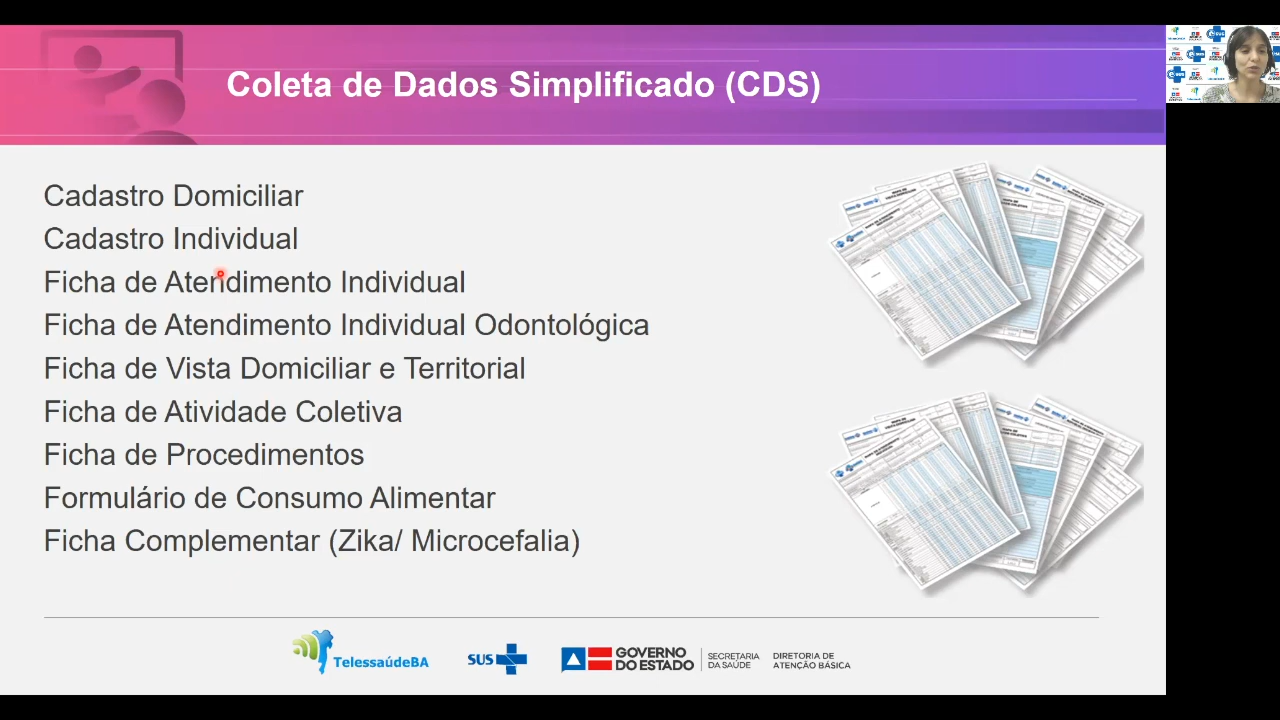 Coleta de Dados Simplificado (CDS)
Cadastro Domiciliar
Cadastro Individual
Ficha de Atendimento Individual
Ficha de Atendimento Individual Odontológica
Ficha de Vista Domiciliar e Territorial
Ficha de Atividade Coletiva
Ficha de Procedimentos
Formulário de Consumo Alimentar
Ficha Complementar (Zika/ Microcefalia)
TelessaúdeBA
SUS
GOVERNO
DO ESTADO
SECRETARIA
DA SAÚDE
DIRETORIA DE
ATENÇÃO BÁSICA